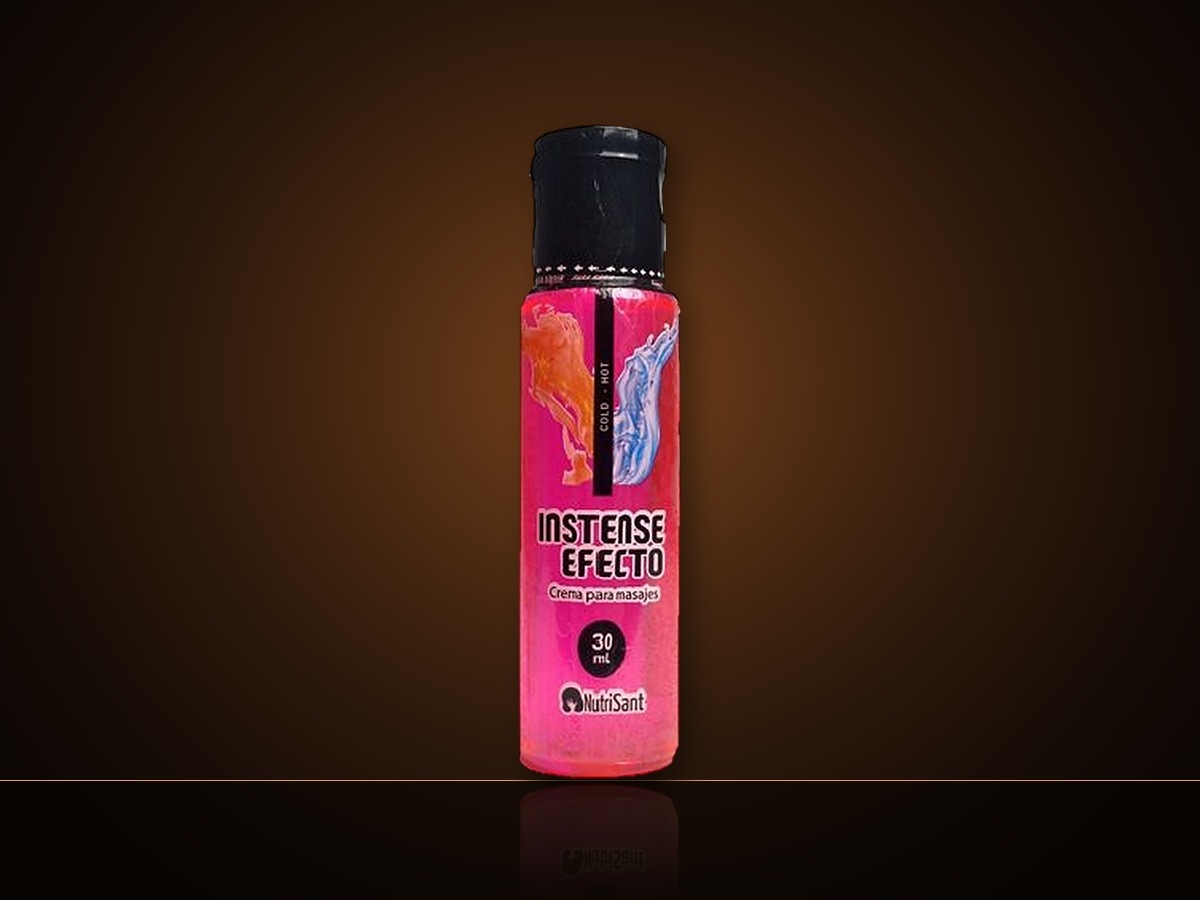 COLD - HOT
INSTENSE
EFECTO
Crema para masajes
30
ml
NutriSant